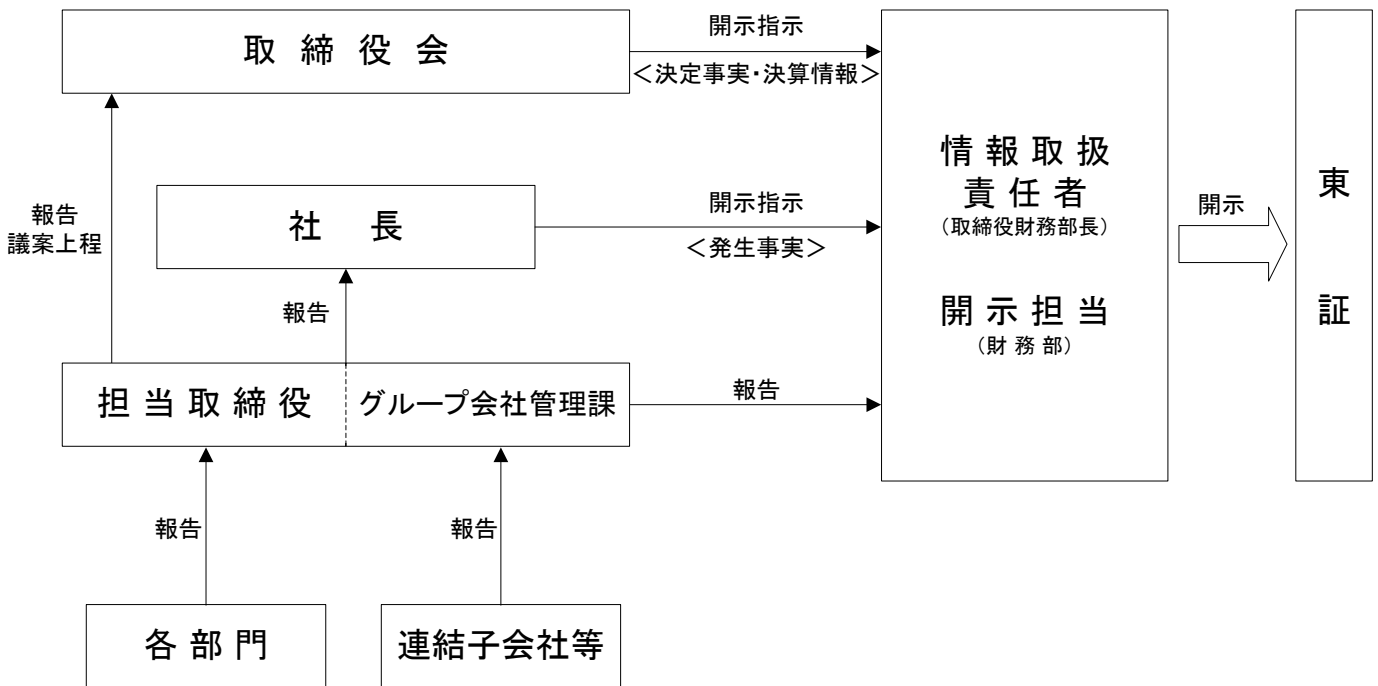 取締役会
開示指示
<決定事実・決算情報>
報告
議案上程
社長
開示指示
<発生事実>
情報取扱
責任者
(取締役財務部長)
開示担当
(財務部)
開示
東証
報告
担当取締役
グループ会社管理課
報告
報告
報告
各部門
連結子会社等